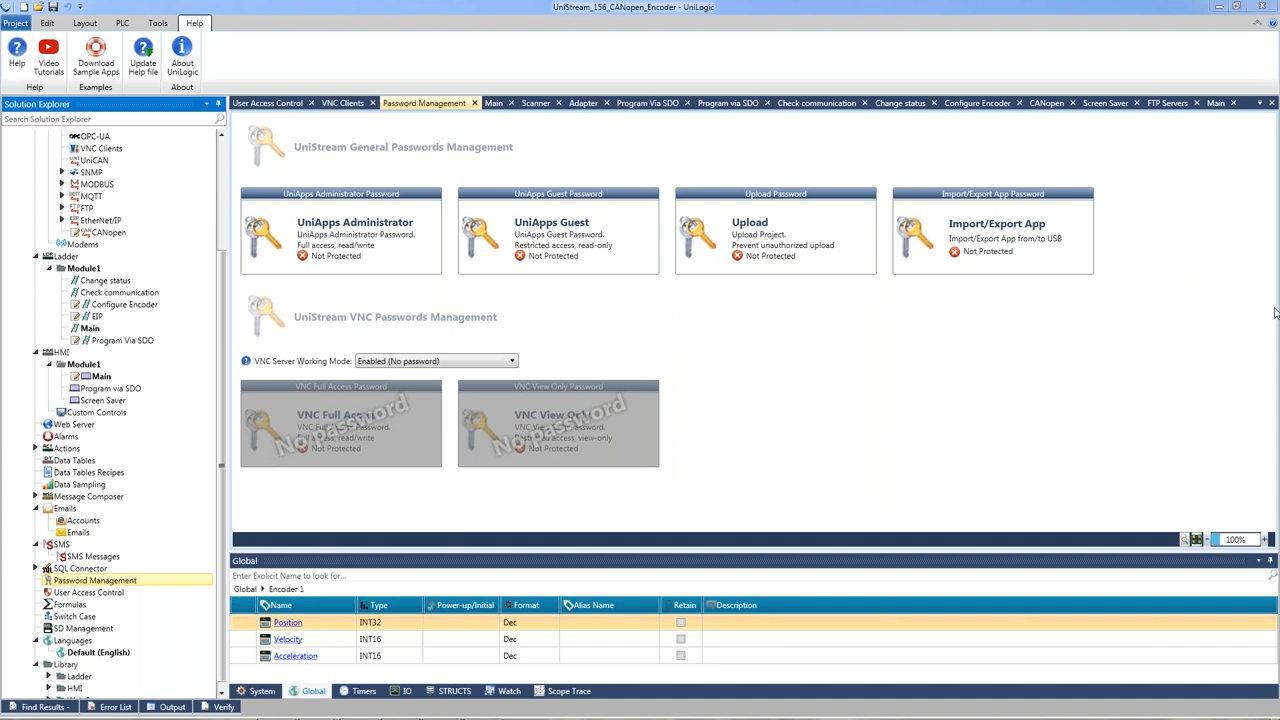 UniStream_156_CANopen_Encoder - UniLogic
Project Edit Layout PLC Tools Help
Help Video Tutorials Download Sample Apps Update Help file About UniLogic
Help Examples About
Solution Explorer
Search Solution Explorer
OPC-UA
VNC Clients
UniCAN
SNMP
MODBUS
MQTT
FTP
EtherNet/IP
CANopen
Modems
Ladder
Module1
Change status
Check communication
Configure Encoder
EIP
Main
Program Via SDO
HMI
Module1
Main
Program via SDO
Screen Saver
Custom Controls
Web Server
Alarms
Actions
Data Tables
Data Tables Recipes
Data Sampling
Message Composer
Emails
Accounts
Emails
SMS
SMS Messages
SQL Connector
Password Management
User Access Control
Formulas
Switch Case
SD Management
Languages
Default (English)
Library
Ladder
HMI
User Access Control VNC Clients Password Management Main Scanner Adapter Program Via SDO Program via SDO Check communication Change status Configure Encoder CANopen Screen Saver FTP Servers Main
UniStream General Passwords Management
UniApps Administrator Password
UniApps Administrator
UniApps Administrator Password.
Full access, read/write
Not Protected
UniApps Guest Password
UniApps Guest
UniApps Guest Password.
Restricted access, read-only
Not Protected
Upload Password
Upload
Upload Project.
Prevent unauthorized upload
Not Protected
Import/Export App Password
Import/Export App
Import/Export App from/to USB
Not Protected
UniStream VNC Passwords Management
VNC Server Working Mode: Enabled (No password)
VNC Full Access Password
No password
Not Protected
VNC View Only Password
No password
Not Protected
100%
Global
Enter Explicit Name to look for...
Global Encoder 1
Name Type Power-up/Initial Format Alias Name Retain Description
Position INT32 Dec
Velocity INT16 Dec
Acceleration INT16 Dec
System Global Timers IO STRUCTS Watch Scope Trace
Find Results - Error List Output Verify